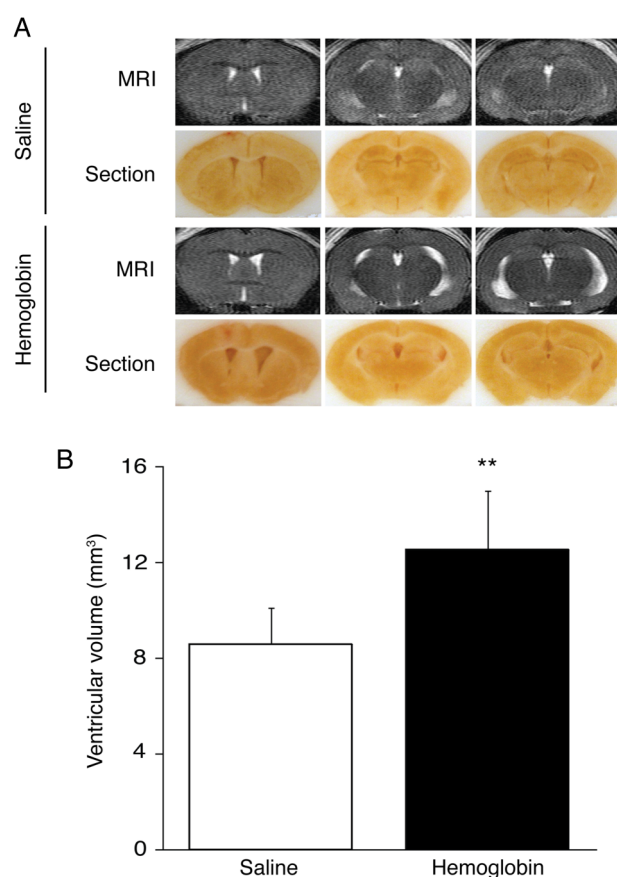 A
Saline
MRI
Section
Hemoglobin
MRI
Section
B
Ventricular volume (mm³)
16
12
8
4
0
**
Saline
Hemoglobin